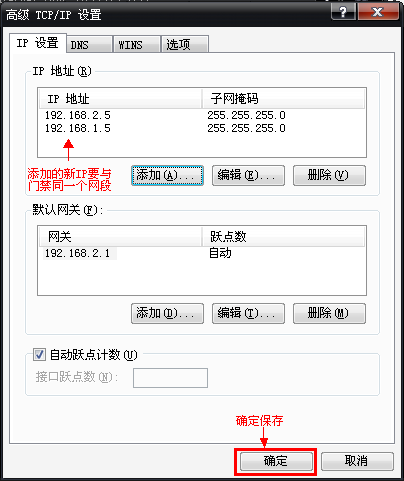 高级 TCP/IP 设置
IP 设置 DNS WINS 选项
IP 地址(R)
IP 地址 子网掩码
192.168.2.5 255.255.255.0
192.168.1.5 255.255.255.0
添加的新IP要与
门禁同一个网段
添加(A)... 编辑(E)... 删除(V)
默认网关(F):
网关 跃点数
192.168.2.1 自动
添加(D)... 编辑(T)... 删除(M)
自动跃点计数(U)
接口跃点数(N):
确定保存
确定 取消